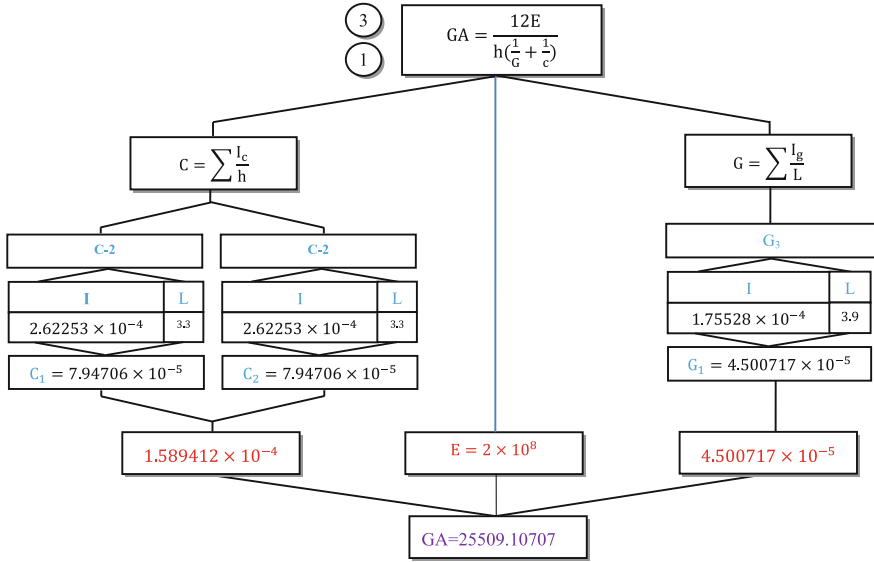 3
1
GA = 12E / h(1/G + 1/c)
C = ∑ I_c / h
G = ∑ I_g / L
C-2
C-2
G₃
I L
I L
I L
2.62253 × 10⁻⁴ 3.3
2.62253 × 10⁻⁴ 3.3
1.75528 × 10⁻⁴ 3.9
C₁ = 7.94706 × 10⁻⁵
C₂ = 7.94706 × 10⁻⁵
G₁ = 4.500717 × 10⁻⁵
1.589412 × 10⁻⁴
E = 2 × 10⁸
4.500717 × 10⁻⁵
GA=25509.10707